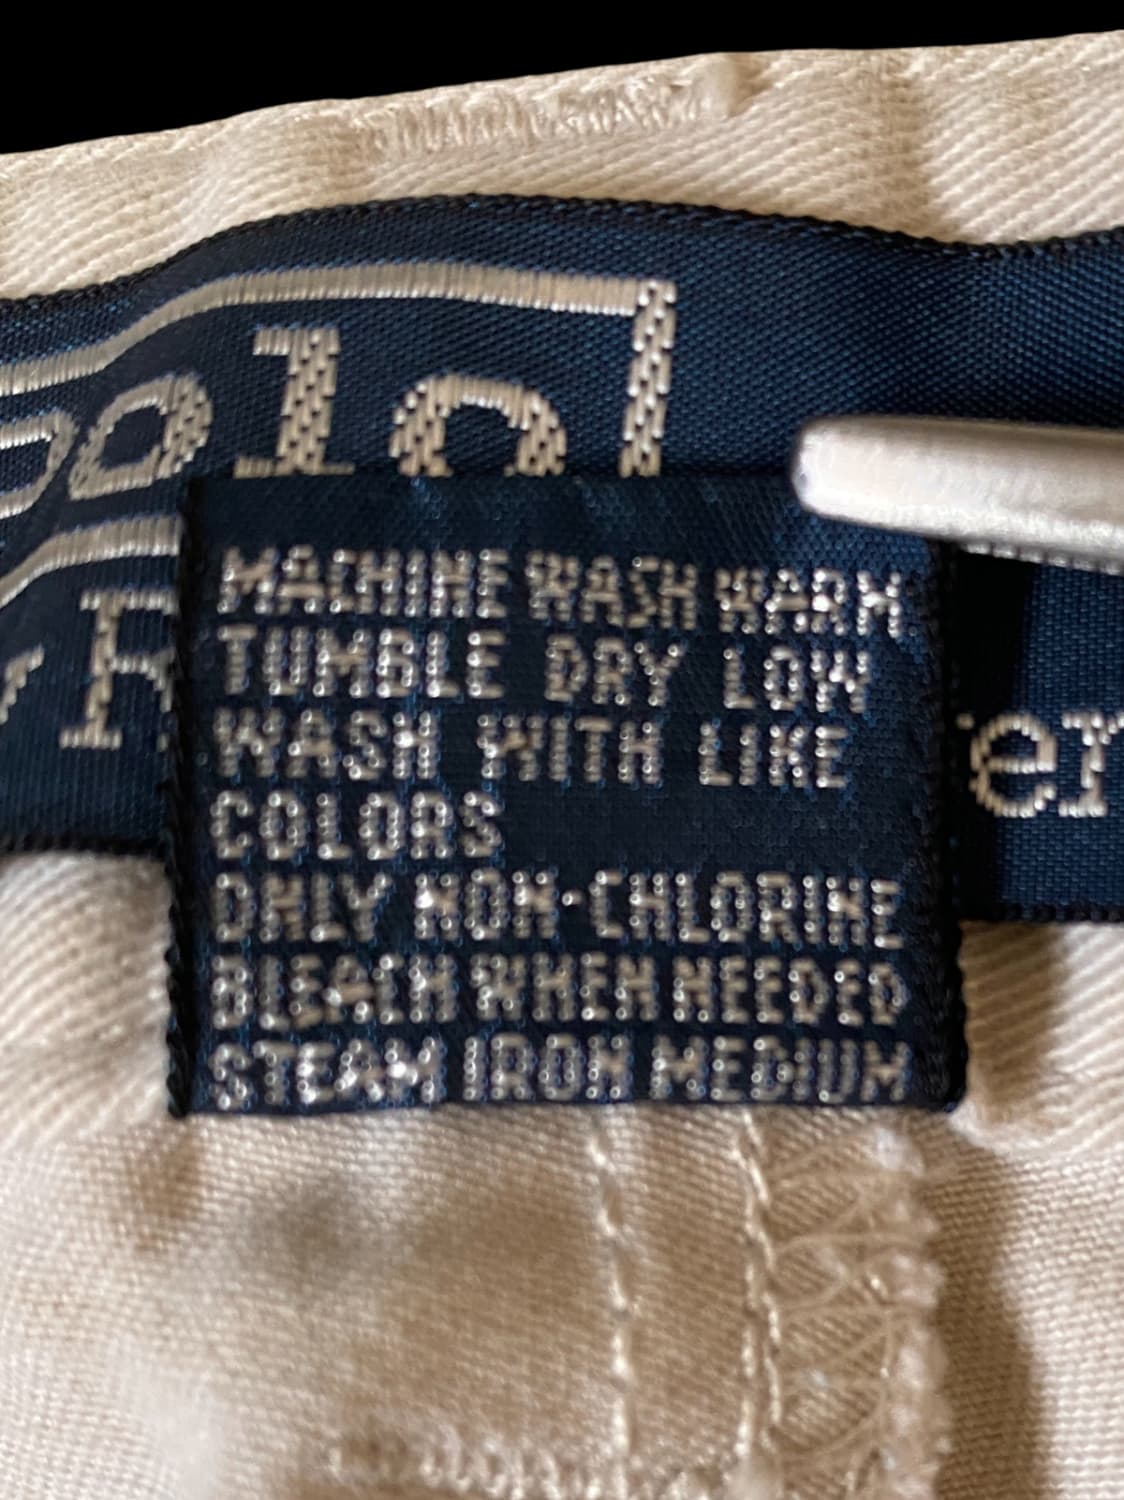 MACHINE WASH WARM
TUMBLE DRY LOW
WASH WITH LIKE
COLORS
ONLY NON-CHLORINE
BLEACH WHEN NEEDED
STEAM IRON MEDIUM